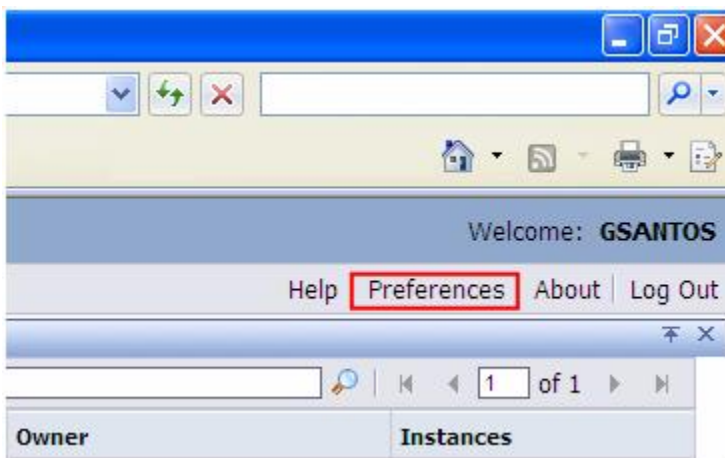 Welcome: GSANTOS
Help Preferences About Log Out
1 of 1
Owner Instances